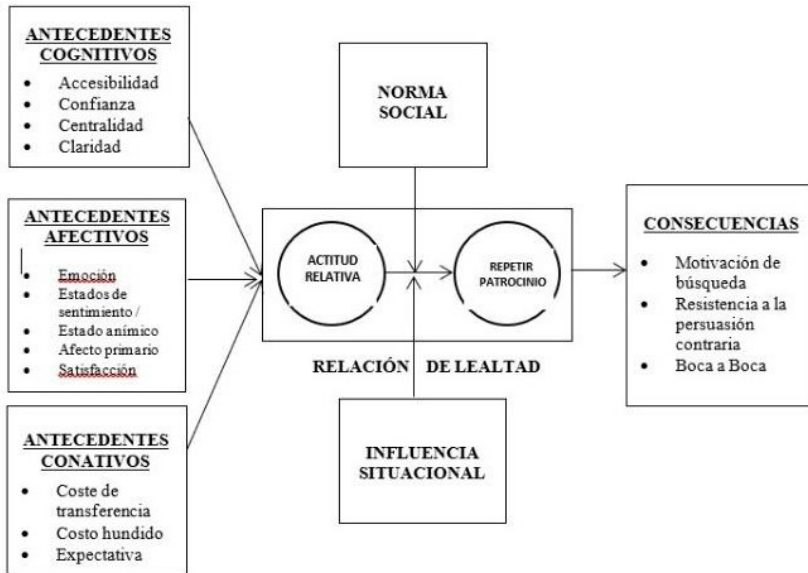 ANTECEDENTES
COGNITIVOS
• Accesibilidad
• Confianza
• Centralidad
• Claridad
ANTECEDENTES
AFECTIVOS
• Emoción
• Estados de
sentimiento /
• Estado anímico
• Afecto primario
• Satisfacción
ANTECEDENTES
CONATIVOS
• Coste de
transferencia
• Costo hundido
• Expectativa
NORMA
SOCIAL
ACTITUD
RELATIVA
REPETIR
PATROCINIO
RELACIÓN DE LEALTAD
INFLUENCIA
SITUACIONAL
CONSECUENCIAS
• Motivación de
búsqueda
• Resistencia a la
persuasión
contraria
• Boca a Boca